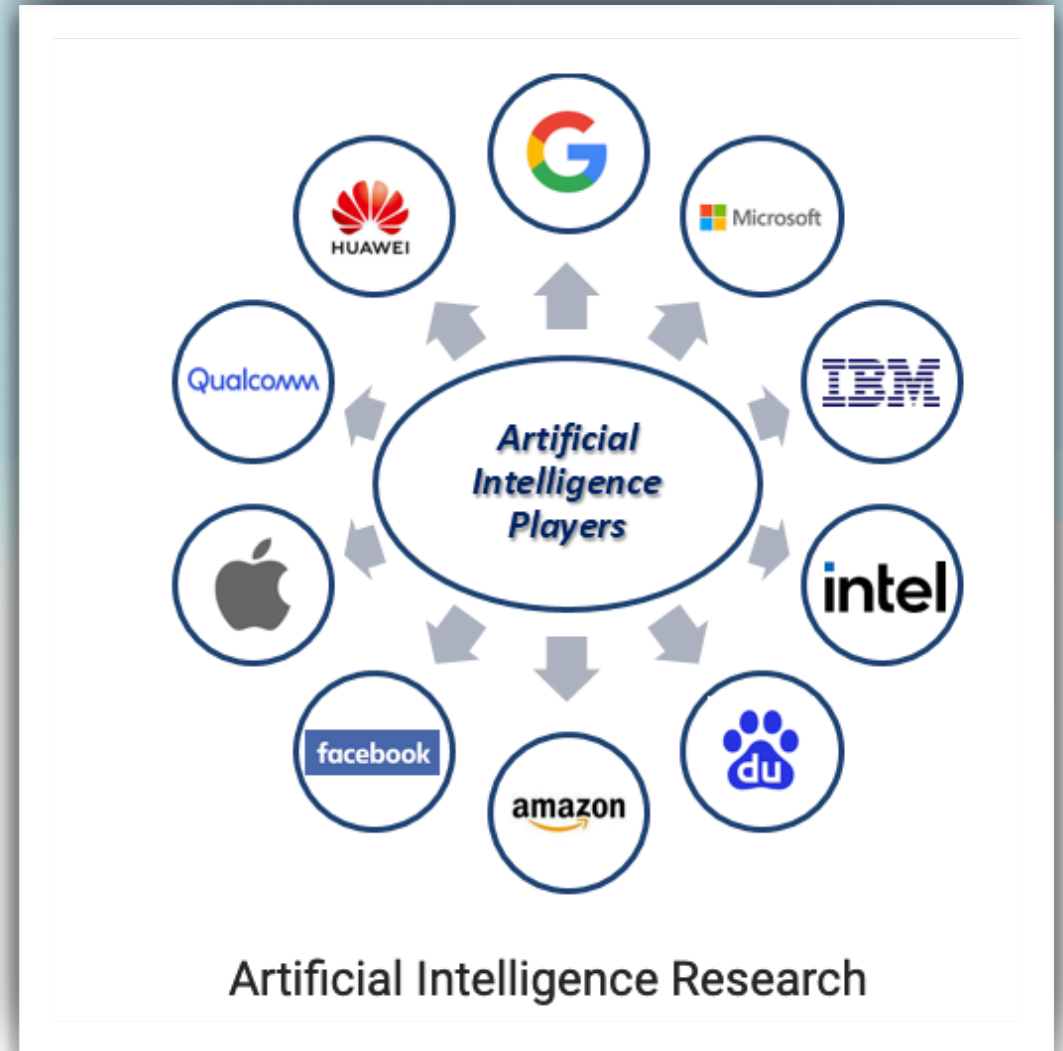 HUAWEI
G
Microsoft
Qualcomm
IBM
Artificial
Intelligence
Players
intel
facebook
du
amazon
Artificial Intelligence Research